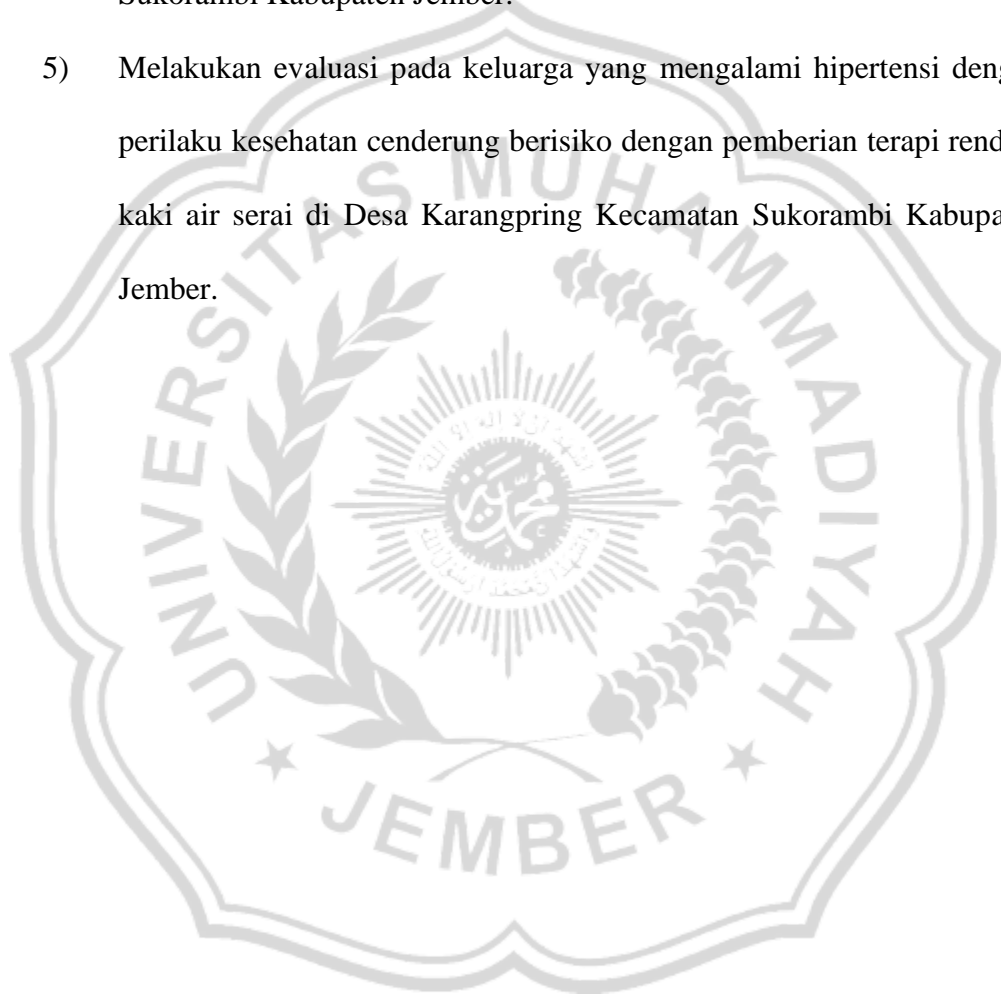 Sukorambi Kabupaten Jember.
5) Melakukan evaluasi pada keluarga yang mengalami hipertensi deng
perilaku kesehatan cenderung berisiko dengan pemberian terapi rend
kaki air serai di Desa Karangpring Kecamatan Sukorambi Kabupa
Jember.
UNIVERSITAS MUHAMMADIYAH
JEMBER